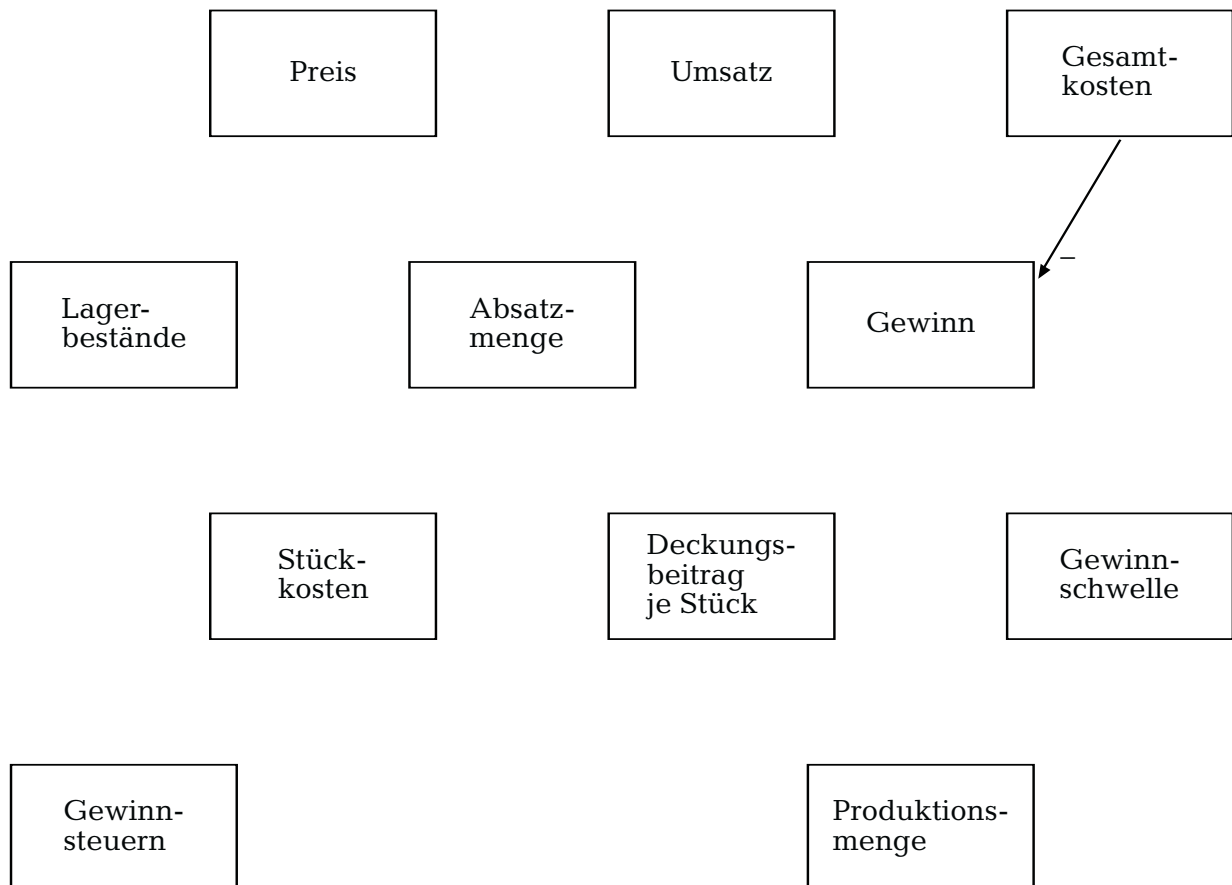 Preis
Umsatz
Gesamt-
kosten
–
Lager-
bestände
Absatz-
menge
Gewinn
Stück-
kosten
Deckungs-
beitrag
je Stück
Gewinn-
schwelle
Gewinn-
steuern
Produktions-
menge